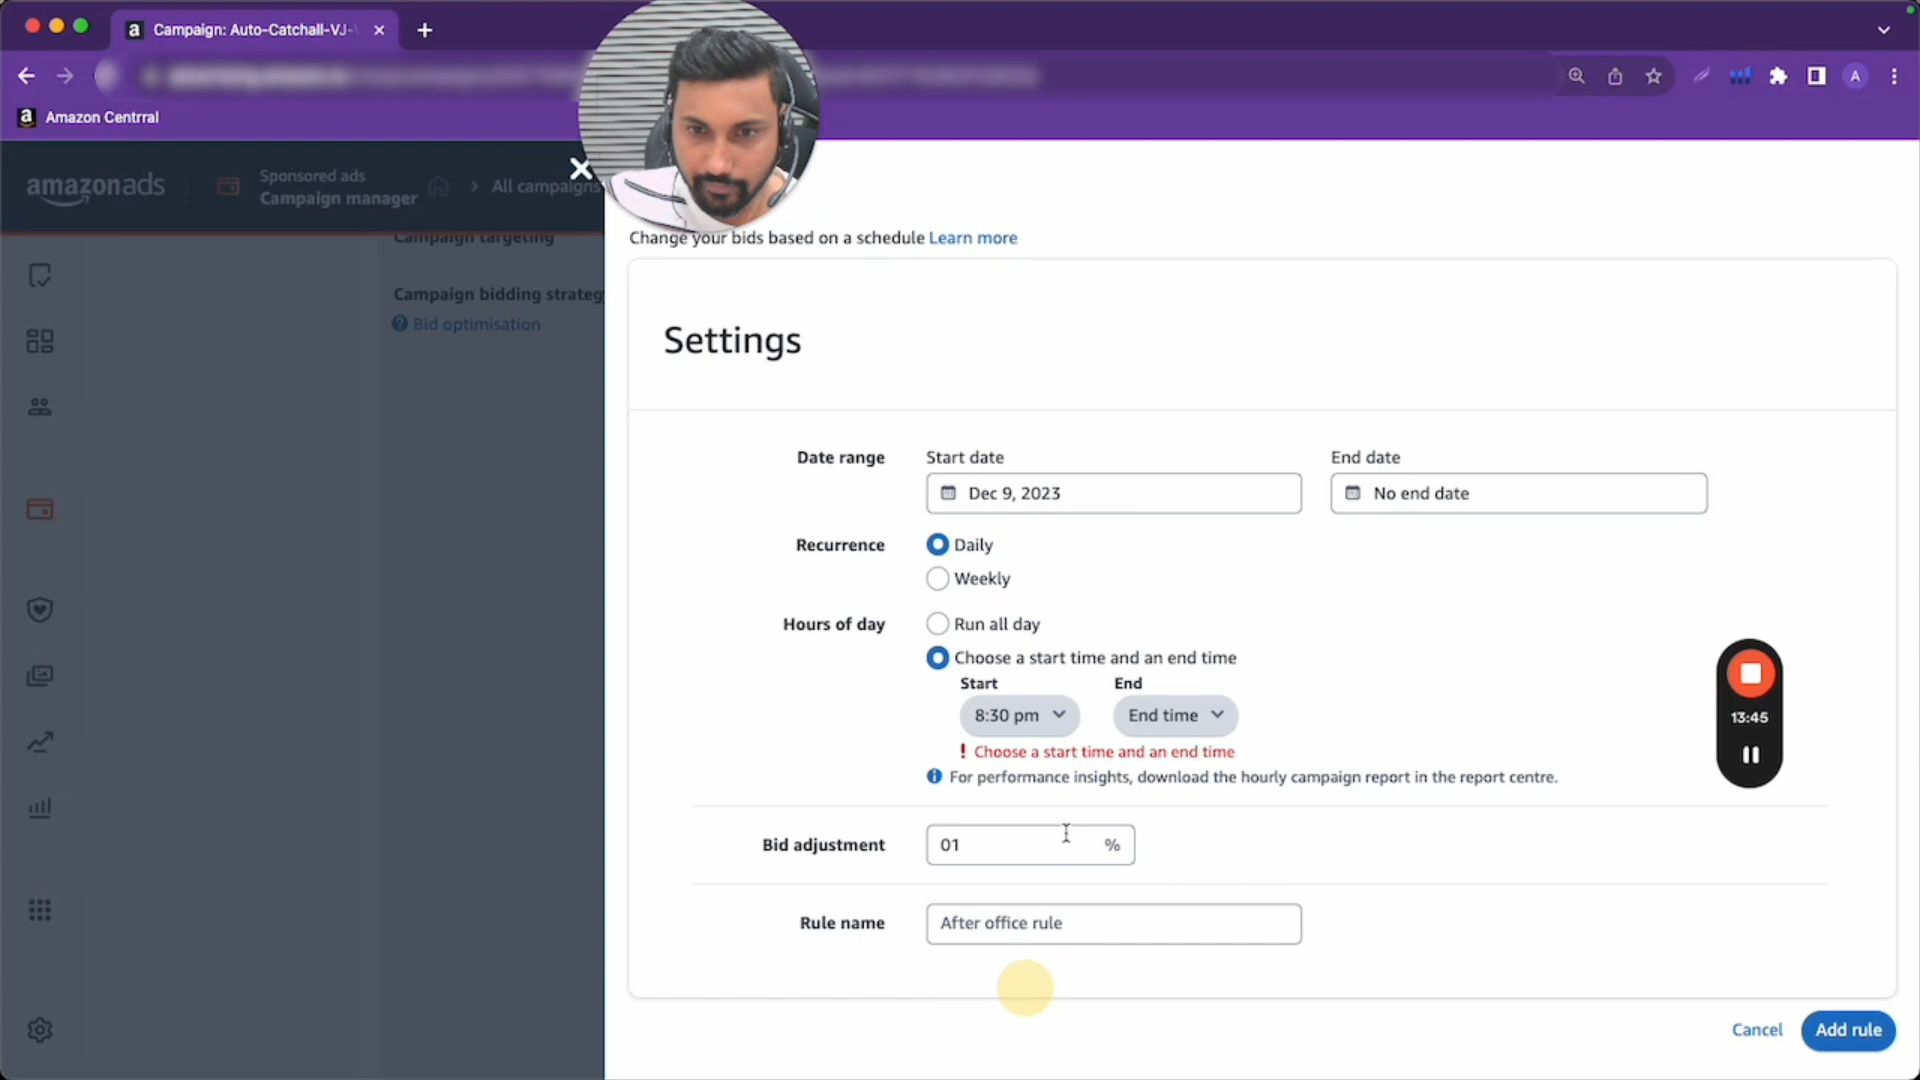 Campaign: Auto-Catchall-VJ-
Amazon Centrral
A
amazonads
Sponsored ads
Campaign manager
All campaigns
Campaign targeting
Campaign bidding strategy
Bid optimisation
Change your bids based on a schedule Learn more
Settings
Date range
Start date
End date
Dec 9, 2023
No end date
Recurrence
Daily
Weekly
Hours of day
Run all day
Choose a start time and an end time
Start
End
8:30 pm
End time
! Choose a start time and an end time
For performance insights, download the hourly campaign report in the report centre.
13:45
Bid adjustment
01
%
Rule name
After office rule
Cancel
Add rule